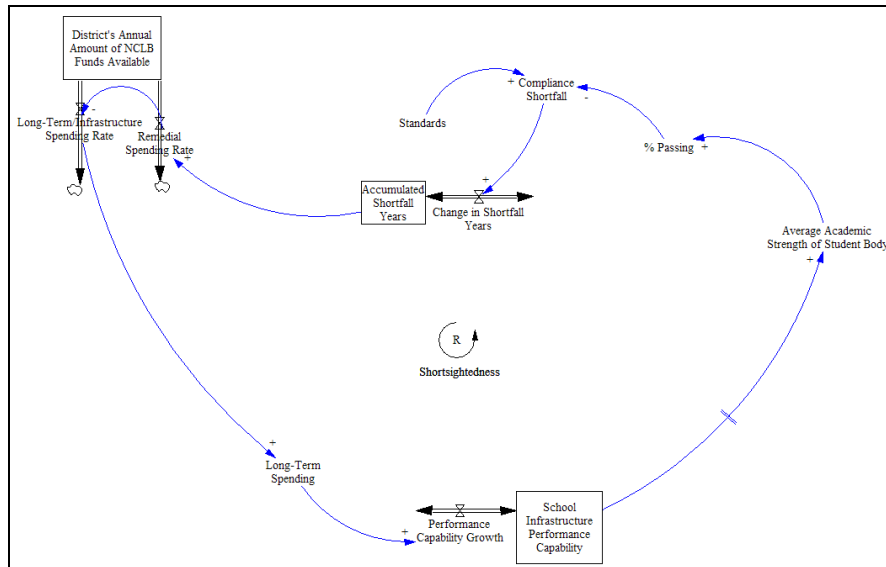 District's Annual
Amount of NCLB
Funds Available
-
Long-Term/Infrastructure
Spending Rate
Remedial
Spending Rate
+
+
Compliance
Shortfall
-
Standards
% Passing
+
+
Accumulated
Shortfall
Years
Change in Shortfall
Years
Average Academic
Strength of Student Body
+
R
Shortsightedness
+
Long-Term
Spending
+
Performance
Capability Growth
School
Infrastructure
Performance
Capability